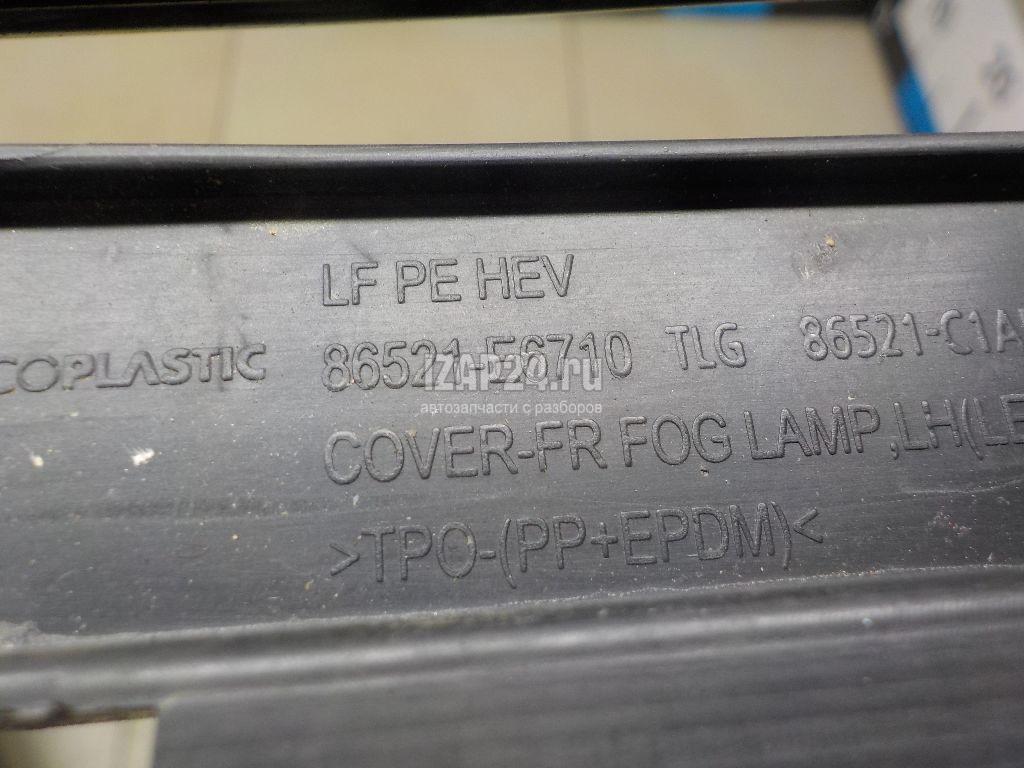 LF PE HEV
COPLASTIC 86521-E6710 TLG 86521-C1A
IZAP24.ru
автозапчасти с разборов
COVER-FR FOG LAMP,LH(LE
>TPO-(PP+EPDM)<